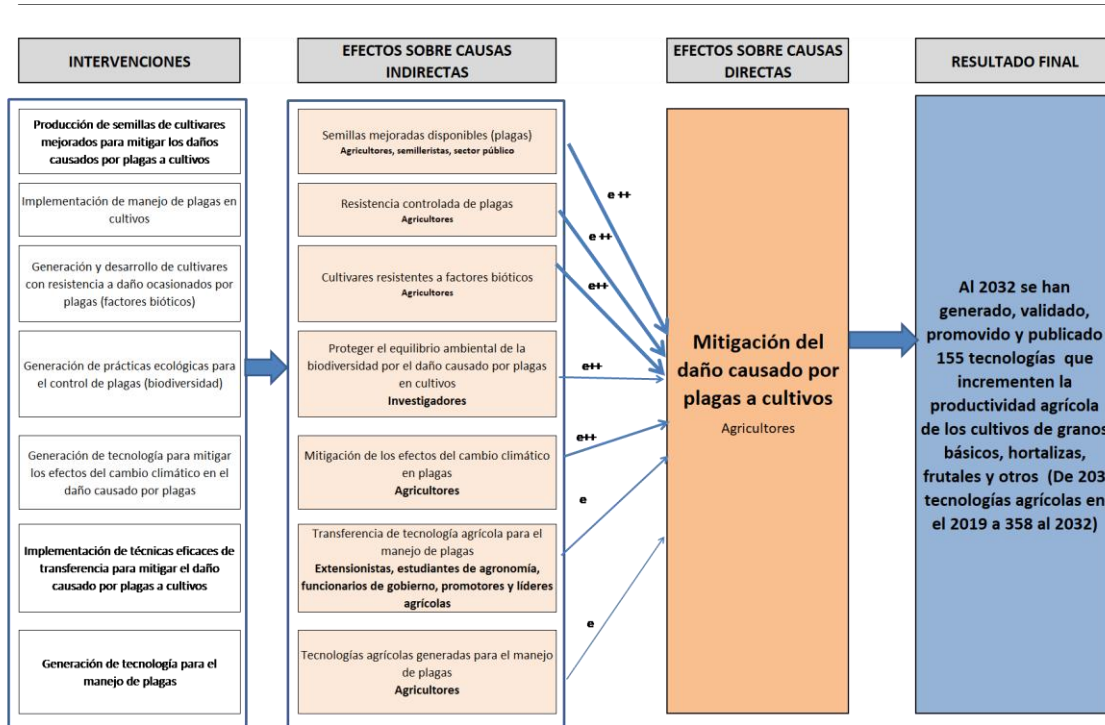 INTERVENCIONES
EFECTOS SOBRE CAUSAS
INDIRECTAS
EFECTOS SOBRE CAUSAS
DIRECTAS
RESULTADO FINAL
Producción de semillas de cultivares
mejorados para mitigar los daños
causados por plagas a cultivos
Implementación de manejo de plagas en
cultivos
Generación y desarrollo de cultivares
con resistencia a daño ocasionados por
plagas (factores bióticos)
Generación de prácticas ecológicas para
el control de plagas (biodiversidad)
Generación de tecnología para mitigar
los efectos del cambio climático en el
daño causado por plagas
Implementación de técnicas eficaces de
transferencia para mitigar el daño
causado por plagas a cultivos
Generación de tecnología para el
manejo de plagas
Semillas mejoradas disponibles (plagas)
Agricultores, semilleristas, sector público
Resistencia controlada de plagas
Agricultores
Cultivares resistentes a factores bióticos
Agricultores
Proteger el equilibrio ambiental de la
biodiversidad por el daño causado por plagas
en cultivos
Investigadores
Mitigación de los efectos del cambio climático
en plagas
Agricultores
Transferencia de tecnología agrícola para el
manejo de plagas
Extensionistas, estudiantes de agronomía,
funcionarios de gobierno, promotores y líderes
agrícolas
Tecnologías agrícolas generadas para el manejo
de plagas
Agricultores
e ++
e ++
e++
e++
e++
e
e
Mitigación del
daño causado por
plagas a cultivos
Agricultores
Al 2032 se han
generado, validado,
promovido y publicado
155 tecnologías que
incrementen la
productividad agrícola
de los cultivos de granos
básicos, hortalizas,
frutales y otros (De 203
tecnologías agrícolas en
el 2019 a 358 al 2032)